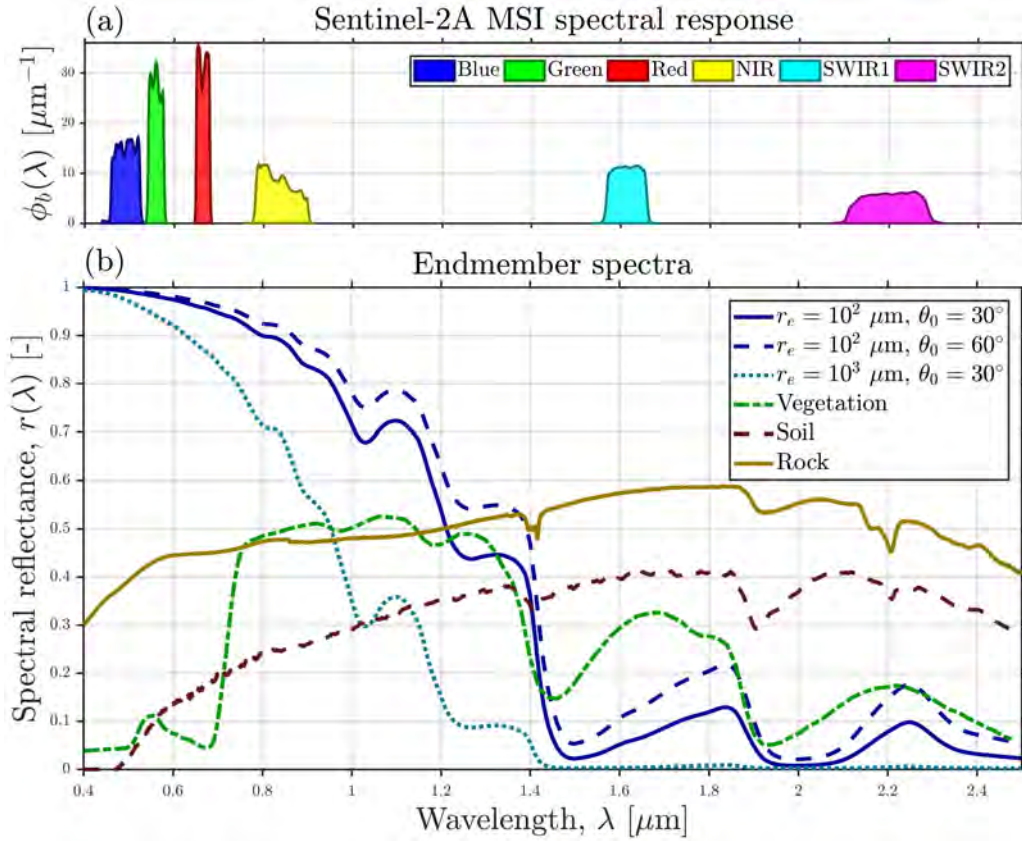 (a) Sentinel-2A MSI spectral response
ϕ_b(λ) [μm⁻¹]
30
20
10
0
Blue Green Red NIR SWIR1 SWIR2
(b) Endmember spectra
Spectral reflectance, r(λ) [-]
1
0.9
0.8
0.7
0.6
0.5
0.4
0.3
0.2
0.1
0
r_e = 10² μm, θ₀ = 30°
r_e = 10² μm, θ₀ = 60°
r_e = 10³ μm, θ₀ = 30°
Vegetation
Soil
Rock
0.4 0.6 0.8 1 1.2 1.4 1.6 1.8 2 2.2 2.4
Wavelength, λ [μm]